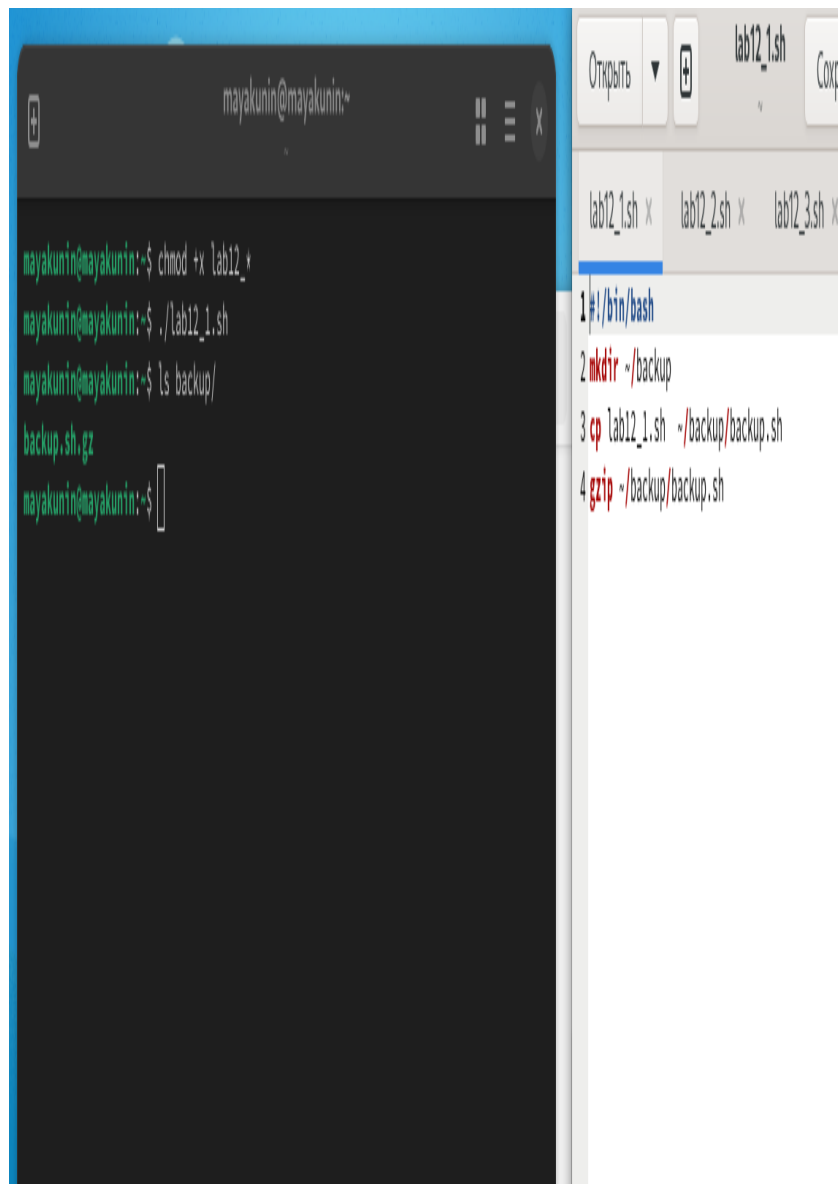 mayakunin@mayakunin:~
~
mayakunin@mayakunin:~$ chmod +x lab12_*
mayakunin@mayakunin:~$ ./lab12_1.sh
mayakunin@mayakunin:~$ ls backup/
backup.sh.gz
mayakunin@mayakunin:~$
Открыть
lab12_1.sh
~
Сохр
lab12_1.sh × lab12_2.sh × lab12_3.sh ×
1 #!/bin/bash
2 mkdir ~/backup
3 cp lab12_1.sh ~/backup/backup.sh
4 gzip ~/backup/backup.sh